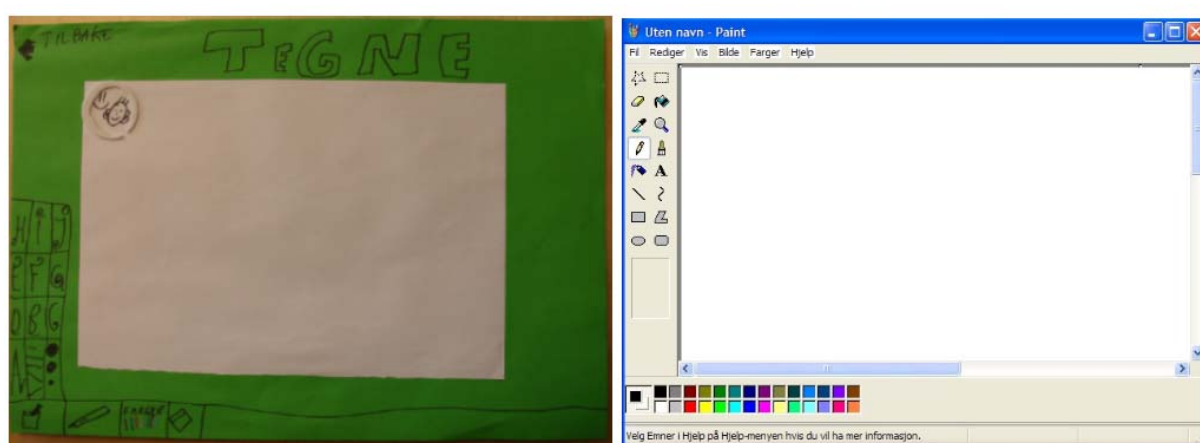 TILBAKE
TEGNE
H I J
E F G
FARGER
Uten navn - Paint
Fil Rediger Vis Bilde Farger Hjelp
A
Velg Emner i Hjelp på Hjelp-menyen hvis du vil ha mer informasjon.